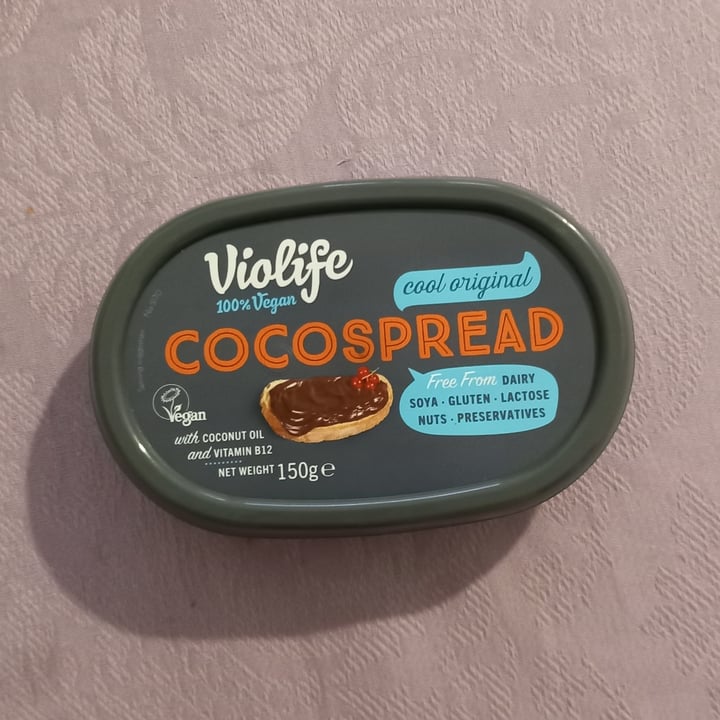 Violife
100% Vegan
cool original
COCOSPREAD
Free From DAIRY
SOYA · GLUTEN · LACTOSE
NUTS · PRESERVATIVES
Vegan
with COCONUT OIL
and VITAMIN B12
NET WEIGHT 150g ℮